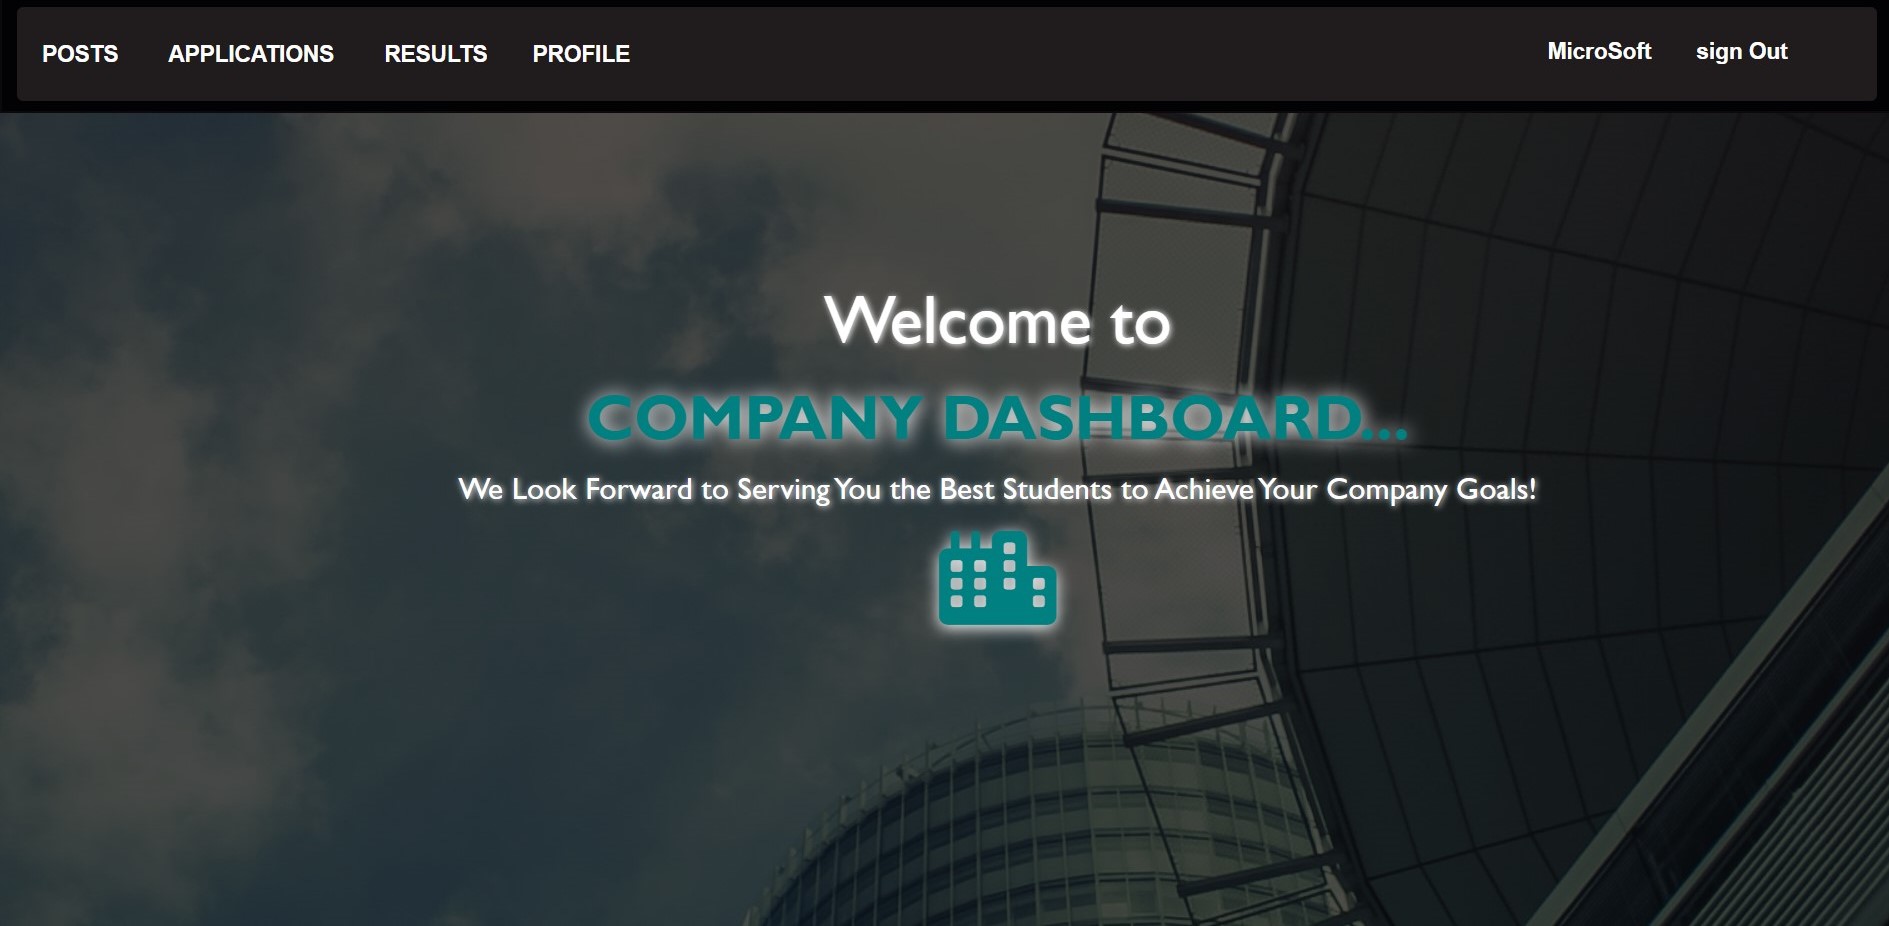 POSTS APPLICATIONS RESULTS PROFILE MicroSoft sign Out
Welcome to
COMPANY DASHBOARD...
We Look Forward to Serving You the Best Students to Achieve Your Company Goals!